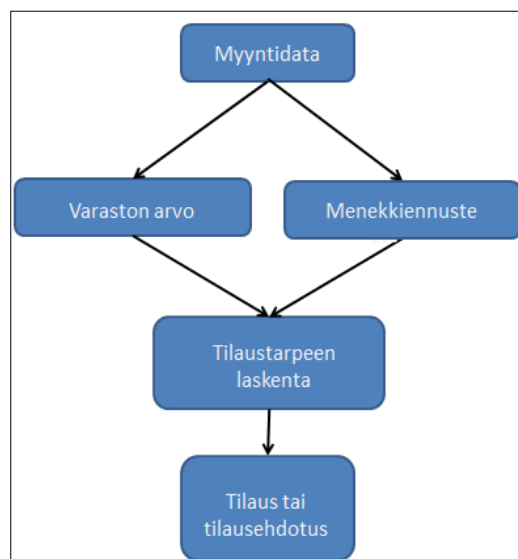 Myyntidata
Varaston arvo
Menekkiennuste
Tilaustarpeen
laskenta
Tilaus tai
tilausehdotus